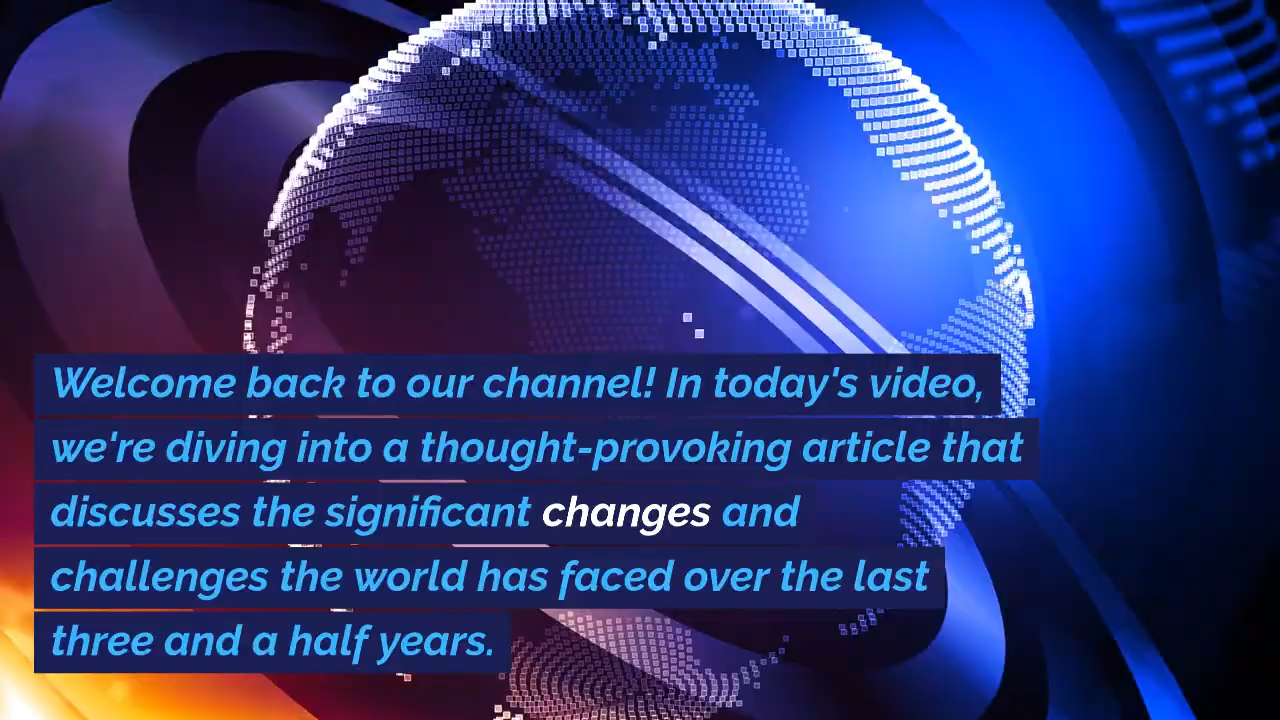 Welcome back to our channel! In today's video,
we're diving into a thought-provoking article that
discusses the significant changes and
challenges the world has faced over the last
three and a half years.